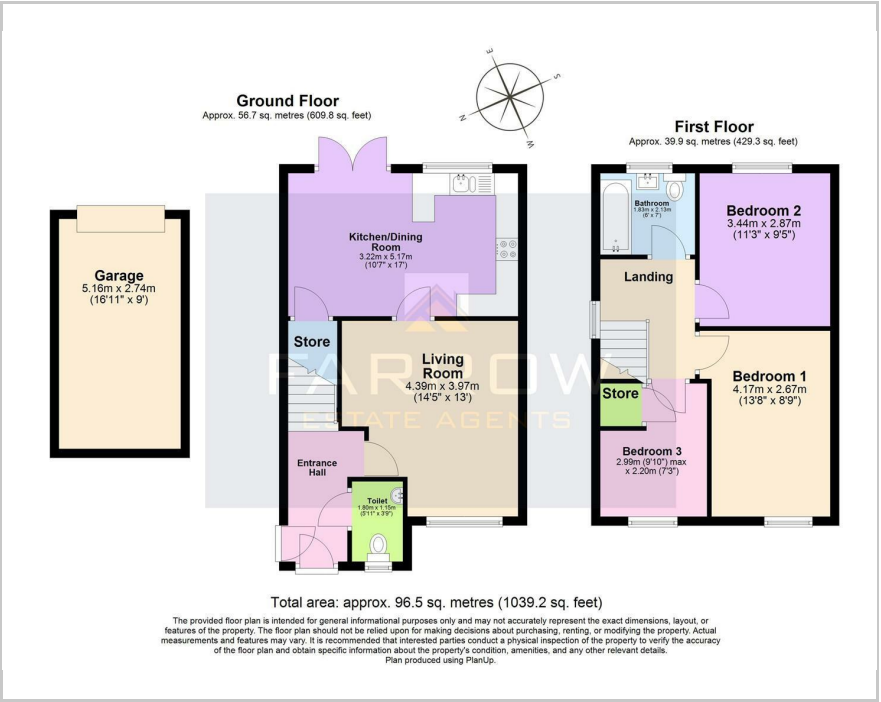 Ground Floor
Approx. 56.7 sq. metres (609.8 sq. feet)
E
S
N
W
First Floor
Approx. 39.9 sq. metres (429.3 sq. feet)
Garage
5.16m x 2.74m
(16'11" x 9')
Kitchen/Dining
Room
3.22m x 5.17m
(10'7" x 17')
Store
Living
Room
4.39m x 3.97m
(14'5" x 13')
Entrance
Hall
Toilet
1.80m x 1.15m
(5'11" x 3'9")
Bathroom
1.83m x 2.13m
(6' x 7')
Bedroom 2
3.44m x 2.87m
(11'3" x 9'5")
Landing
Bedroom 1
4.17m x 2.67m
(13'8" x 8'9")
Store
Bedroom 3
2.99m (9'10") max
x 2.20m (7'3")
FARROW
ESTATE AGENTS
Total area: approx. 96.5 sq. metres (1039.2 sq. feet)
The provided floor plan is intended for general informational purposes only and may not accurately represent the exact dimensions, layout, or
features of the property. The floor plan should not be relied upon for making decisions about purchasing, renting, or modifying the property. Actual
measurements and features may vary. It is recommended that interested parties conduct a physical inspection of the property to verify the accuracy
of the floor plan and obtain specific information about the property's condition, amenities, and any other relevant details.
Plan produced using PlanUp.